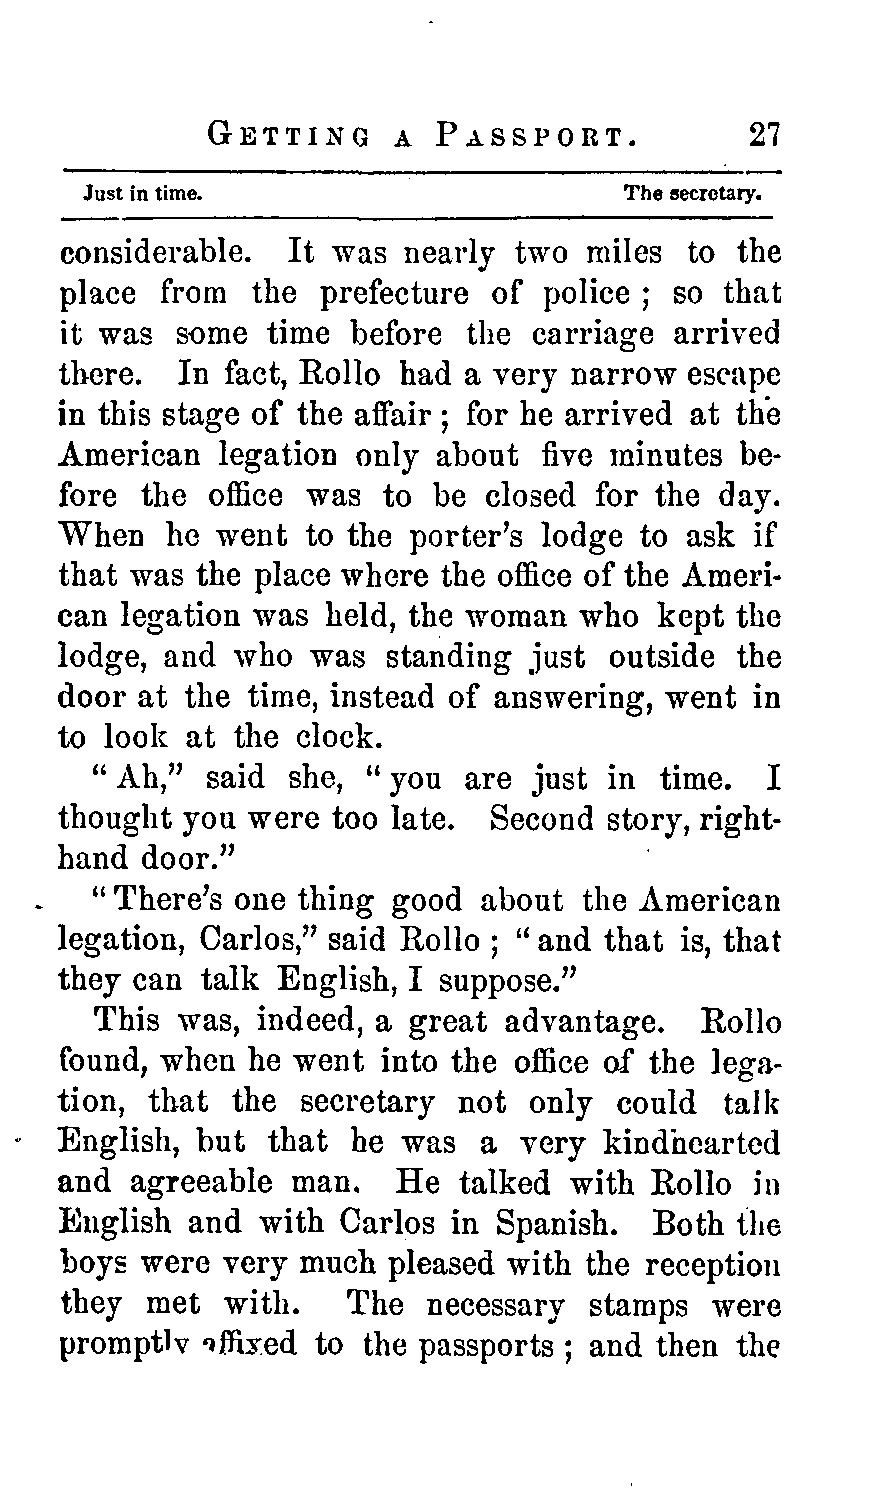 GETTING A PASSPORT. 27
Just in time. The secretary.
considerable. It was nearly two miles to the
place from the prefecture of police ; so that
it was some time before the carriage arrived
there. In fact, Rollo had a very narrow escape
in this stage of the affair ; for he arrived at the
American legation only about five minutes be-
fore the office was to be closed for the day.
When he went to the porter's lodge to ask if
that was the place where the office of the Ameri-
can legation was held, the woman who kept the
lodge, and who was standing just outside the
door at the time, instead of answering, went in
to look at the clock.
" Ah," said she, " you are just in time. I
thought you were too late. Second story, right-
hand door."
" There's one thing good about the American
legation, Carlos," said Rollo ; " and that is, that
they can talk English, I suppose."
This was, indeed, a great advantage. Rollo
found, when he went into the office of the lega-
tion, that the secretary not only could talk
English, but that he was a very kindhearted
and agreeable man. He talked with Rollo in
English and with Carlos in Spanish. Both the
boys were very much pleased with the reception
they met with. The necessary stamps were
promptly affixed to the passports ; and then the